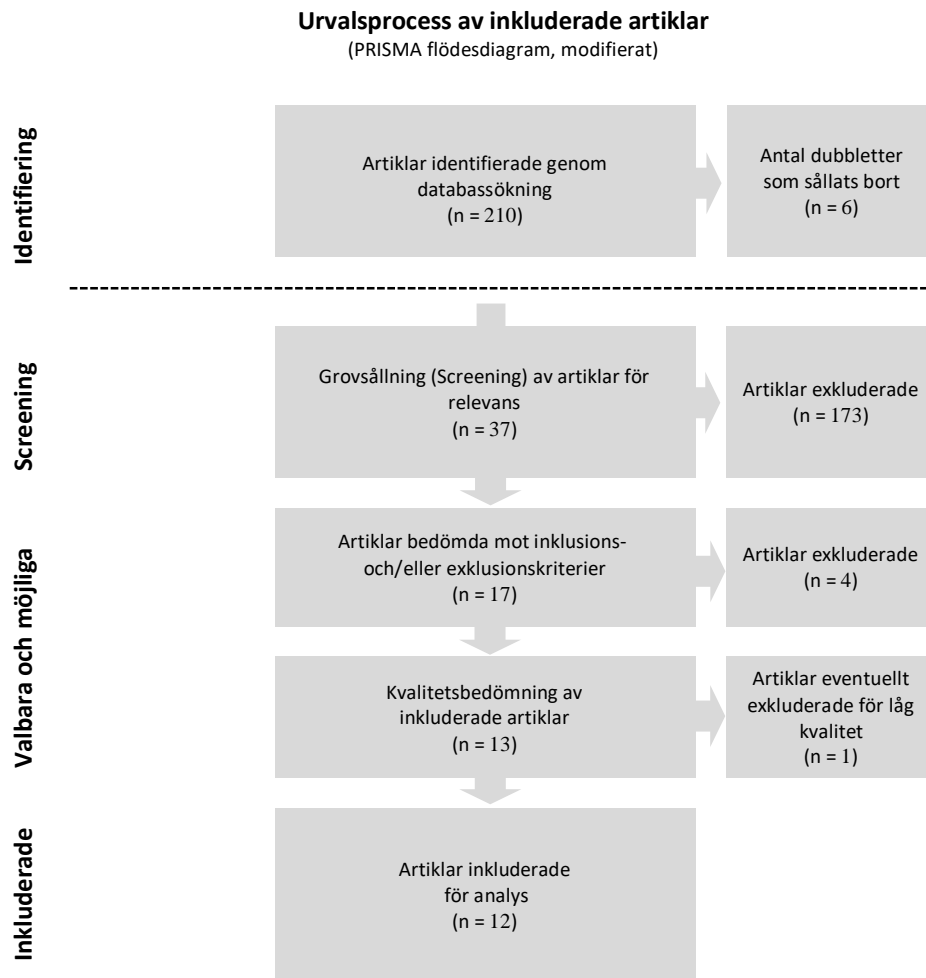 Urvalsprocess av inkluderade artiklar
(PRISMA flödesdiagram, modifierat)
Identifiering
Artiklar identifierade genom
databassökning
(n = 210)
Antal dubbletter
som sållats bort
(n = 6)
Screening
Grovsållning (Screening) av artiklar för
relevans
(n = 37)
Artiklar exkluderade
(n = 173)
Valbara och möjliga
Artiklar bedömda mot inklusions-
och/eller exklusionskriterier
(n = 17)
Artiklar exkluderade
(n = 4)
Kvalitetsbedömning av
inkluderade artiklar
(n = 13)
Artiklar eventuellt
exkluderade för låg
kvalitet
(n = 1)
Inkluderade
Artiklar inkluderade
för analys
(n = 12)